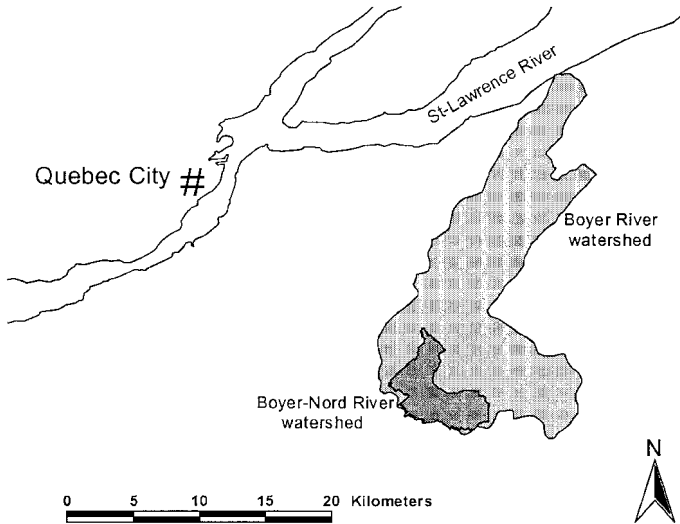 St-Lawrence River
Quebec City #
Boyer River
watershed
Boyer-Nord River
watershed
N
0 5 10 15 20 Kilometers